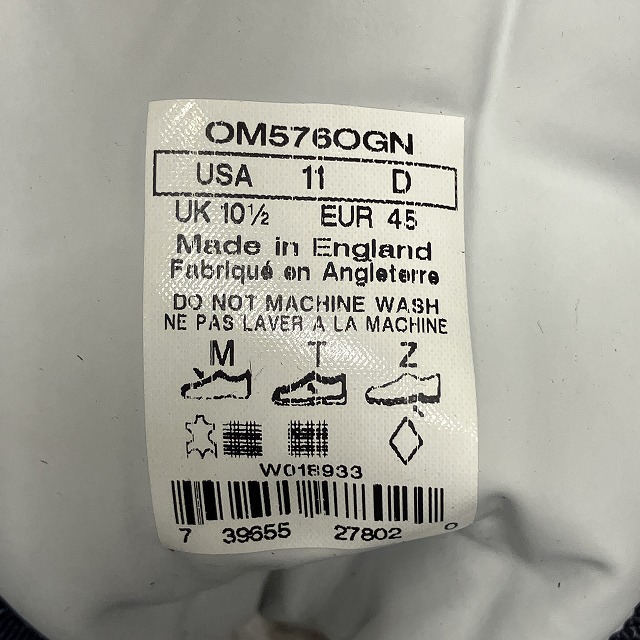 OM576OGN
USA 11 D
UK 10½ EUR 45
Made in England
Fabriqué en Angleterre
DO NOT MACHINE WASH
NE PAS LAVER A LA MACHINE
M T Z
W018933
7 39655 27802 0